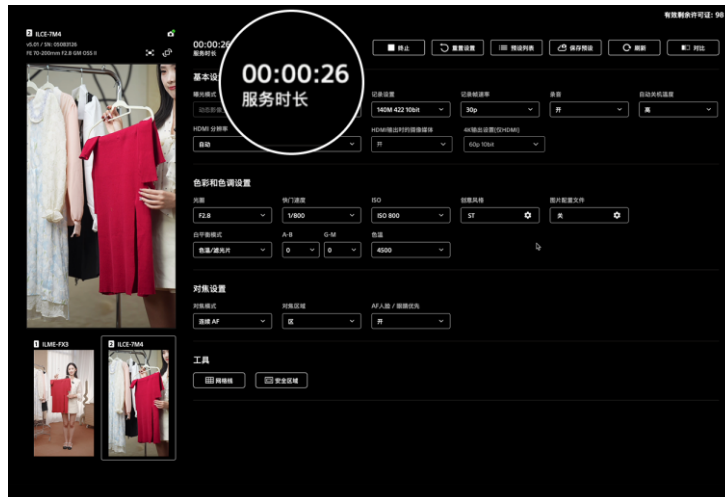 有效剩余许可证: 98
2 ILCE-7M4
v5.01 / SN: 05083126
FE 70-200mm F2.8 GM OSS II
00:00:26
服务时长
00:00:26
服务时长
终止
重置设置
预设列表
保存预设
刷新
对比
基本设
曝光模式
记录设置
记录帧速率
录音
自动关机温度
动态影像
140M 422 10bit
30p
开
高
HDMI 分辨率
HDMI输出时的摄像媒体
4K输出设置[仅HDMI]
自动
开
60p 10bit
色彩和色调设置
光圈
快门速度
ISO
创意风格
图片配置文件
F2.8
1/800
ISO 800
ST
关
白平衡模式
A-B
G-M
色温
色温/滤光片
0
0
4500
对焦设置
对焦模式
对焦区域
AF人脸 / 眼睛优先
连续 AF
区
开
1 ILME-FX3
2 ILCE-7M4
工具
网格线
安全区域